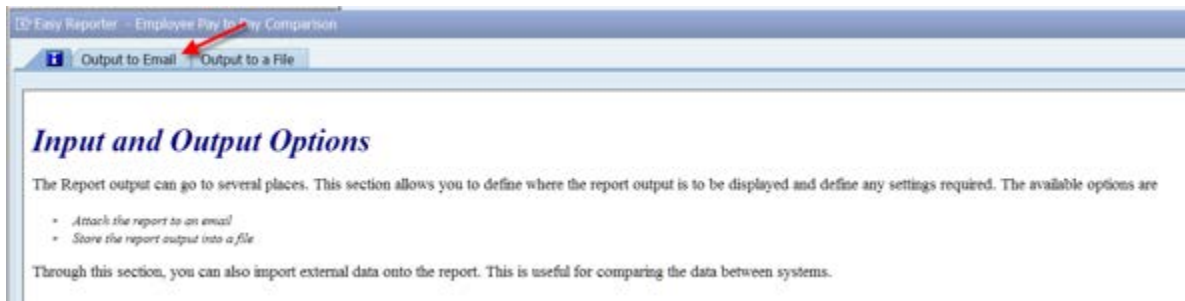 Easy Reporter - Employee Pay to Pay Comparison
Output to Email Output to a File
Input and Output Options
The Report output can go to several places. This section allows you to define where the report output is to be displayed and define any settings required. The available options are
Attach the report to an email
Store the report output into a file
Through this section, you can also import external data onto the report. This is useful for comparing the data between systems.